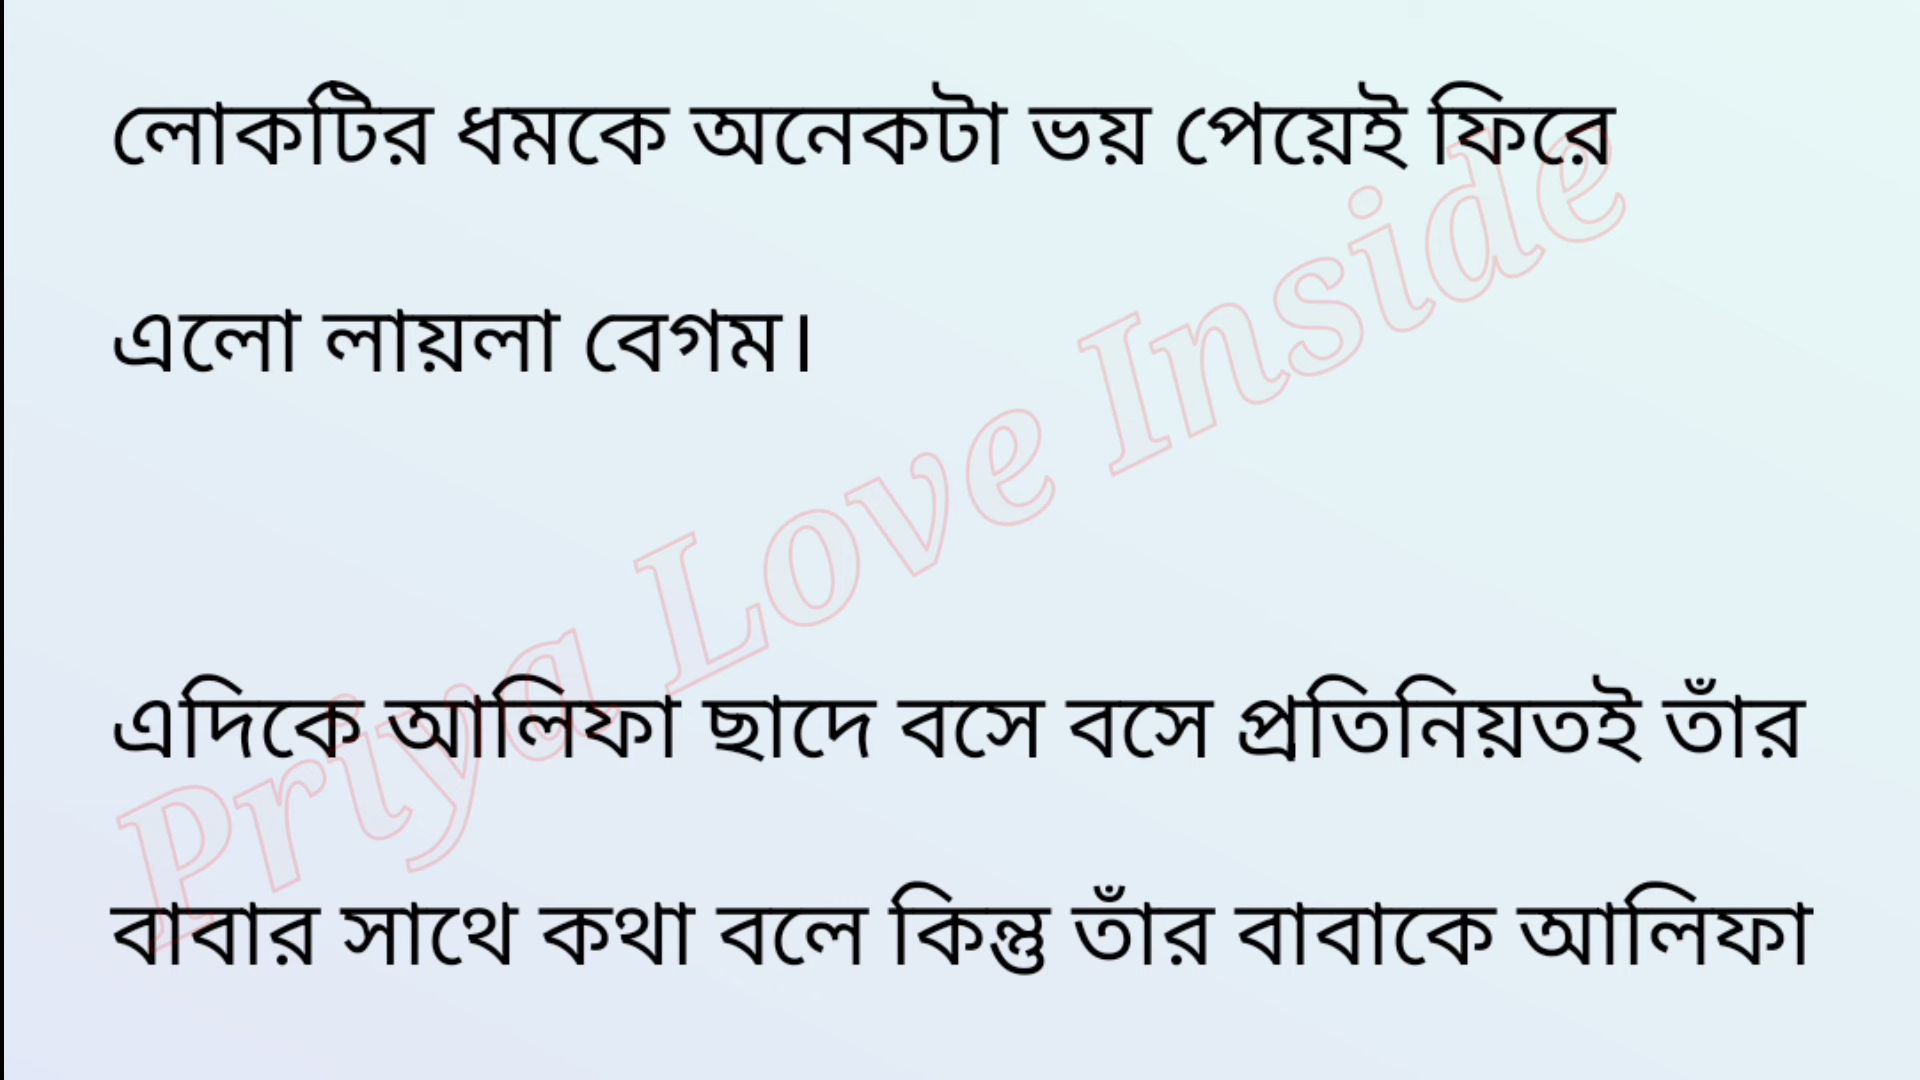 লোকটির ধমকে অনেকটা ভয় পেয়েই ফিরে
এলো লায়লা বেগম।
এদিকে আলিফা ছাদে বসে বসে প্রতিনিয়তই তাঁর
বাবার সাথে কথা বলে কিন্তু তাঁর বাবাকে আলিফা
Priya Love Inside